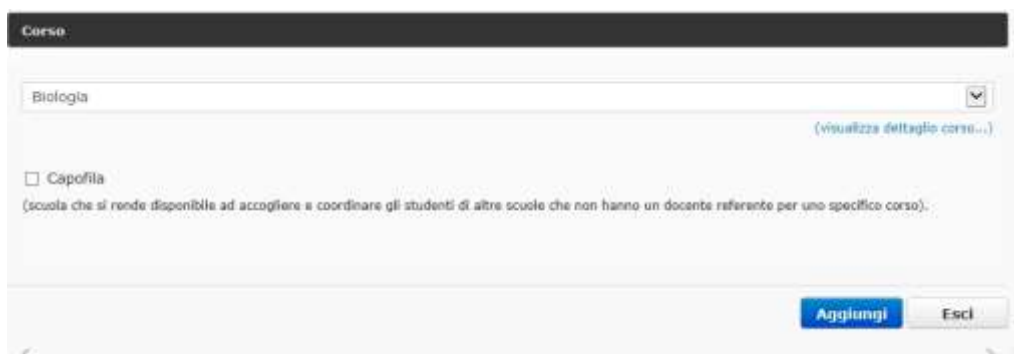 Corso
Biologia
(visualizza dettaglio corso...)
Capofila
(scuola che si rende disponibile ad accogliere e coordinare gli studenti di altre scuole che non hanno un docente referente per uno specifico corso).
Aggiungi Esci